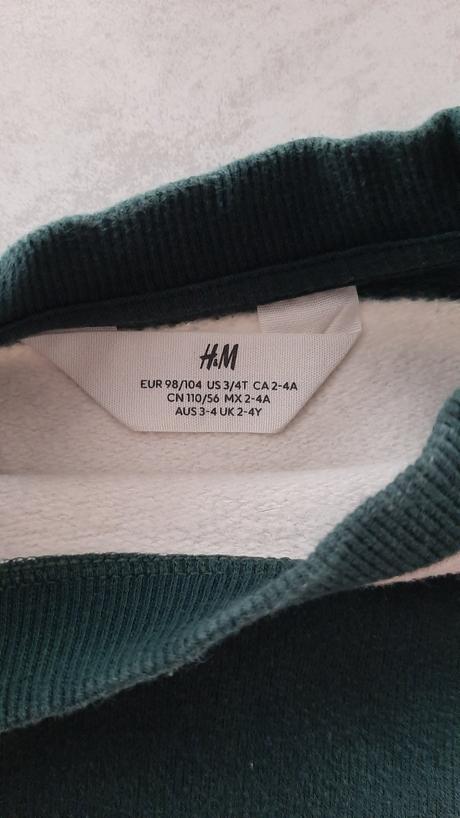 H&M
EUR 98/104 US 3/4T CA 2-4A
CN 110/56 MX 2-4A
AUS 3-4 UK 2-4Y